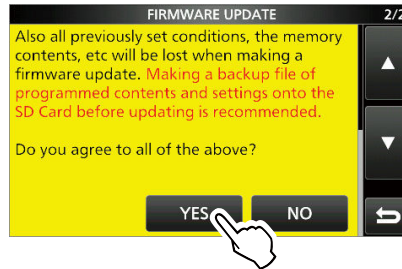 FIRMWARE UPDATE 2/2
Also all previously set conditions, the memory
contents, etc will be lost when making a
firmware update. Making a backup file of
programmed contents and settings onto the
SD Card before updating is recommended.
Do you agree to all of the above?
YES NO